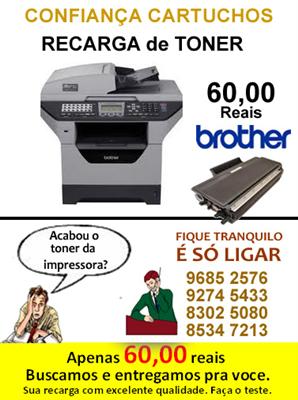 CONFIANÇA CARTUCHOS
RECARGA de TONER
60,00
Reais
brother
brother
Acabou o
toner da
impressora?
FIQUE TRANQUILO
É SÓ LIGAR
9685 2576
9274 5433
8302 5080
8534 7213
Apenas 60,00 reais
Buscamos e entregamos pra voce.
Sua recarga com excelente qualidade. Faça o teste.